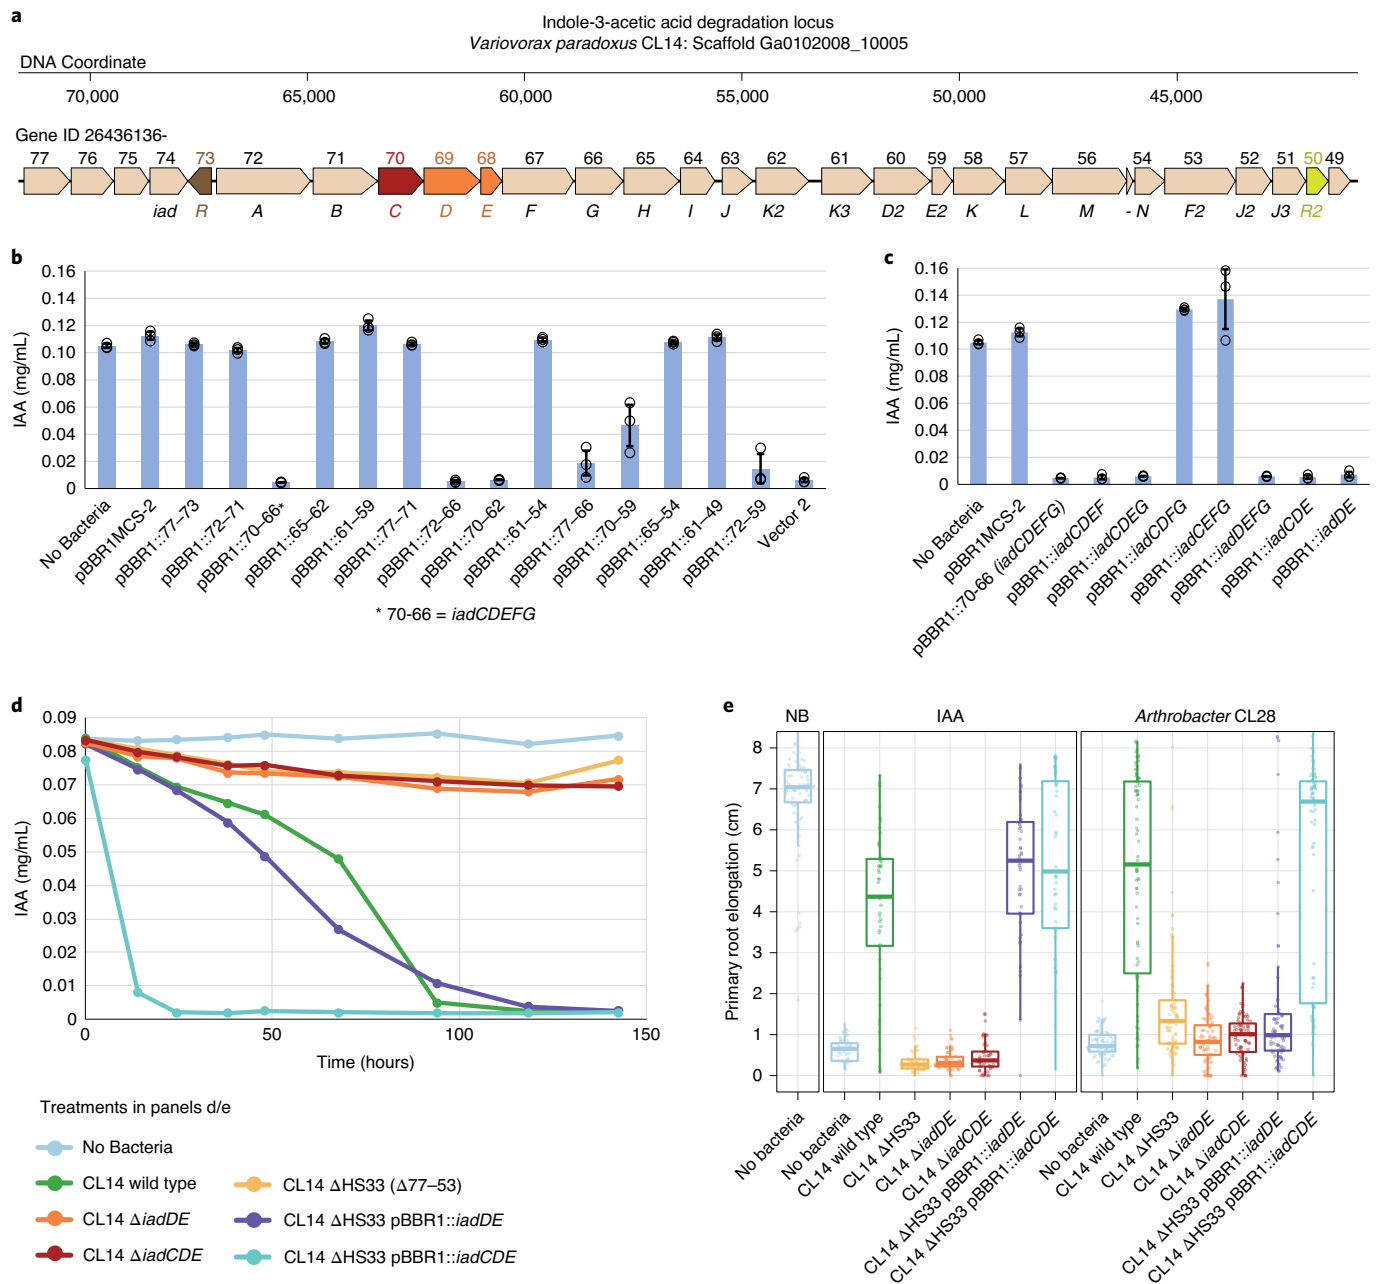 a
Indole-3-acetic acid degradation locus
Variovorax paradoxus CL14: Scaffold Ga0102008_10005
DNA Coordinate
70,000 65,000 60,000 55,000 50,000 45,000
Gene ID 26436136-
77 76 75 74 73 72 71 70 69 68 67 66 65 64 63 62 61 60 59 58 57 56 54 53 52 51 50 49
iad R A B C D E F G H I J K2 K3 D2 E2 K L M - N F2 J2 J3 R2
b
IAA (mg/mL)
0.16
0.14
0.12
0.10
0.08
0.06
0.04
0.02
0
No Bacteria
pBBR1MCS-2
pBBR1::77–73
pBBR1::72–71
pBBR1::70–66*
pBBR1::65–62
pBBR1::61–59
pBBR1::77–71
pBBR1::72–66
pBBR1::70–62
pBBR1::61–54
pBBR1::77–66
pBBR1::70–59
pBBR1::65–54
pBBR1::61–49
pBBR1::72–59
Vector 2
* 70-66 = iadCDEFG
c
IAA (mg/mL)
0.16
0.14
0.12
0.10
0.08
0.06
0.04
0.02
0
No Bacteria
pBBR1MCS-2
pBBR1::70-66 (iadCDEFG)
pBBR1::iadCDEF
pBBR1::iadCDEG
pBBR1::iadCDFG
pBBR1::iadCEFG
pBBR1::iadDEFG
pBBR1::iadCDE
pBBR1::iadDE
d
IAA (mg/mL)
0.09
0.08
0.07
0.06
0.05
0.04
0.03
0.02
0.01
0
0 50 100 150
Time (hours)
Treatments in panels d/e
No Bacteria
CL14 wild type
CL14 ΔiadDE
CL14 ΔiadCDE
CL14 ΔHS33 (Δ77–53)
CL14 ΔHS33 pBBR1::iadDE
CL14 ΔHS33 pBBR1::iadCDE
e
NB IAA Arthrobacter CL28
Primary root elongation (cm)
8
7
6
5
4
3
2
1
0
No bacteria
No bacteria
CL14 wild type
CL14 ΔHS33
CL14 ΔiadDE
CL14 ΔiadCDE
CL14 ΔHS33 pBBR1::iadDE
CL14 ΔHS33 pBBR1::iadCDE
No bacteria
CL14 wild type
CL14 ΔHS33
CL14 ΔiadDE
CL14 ΔiadCDE
CL14 ΔHS33 pBBR1::iadDE
CL14 ΔHS33 pBBR1::iadCDE